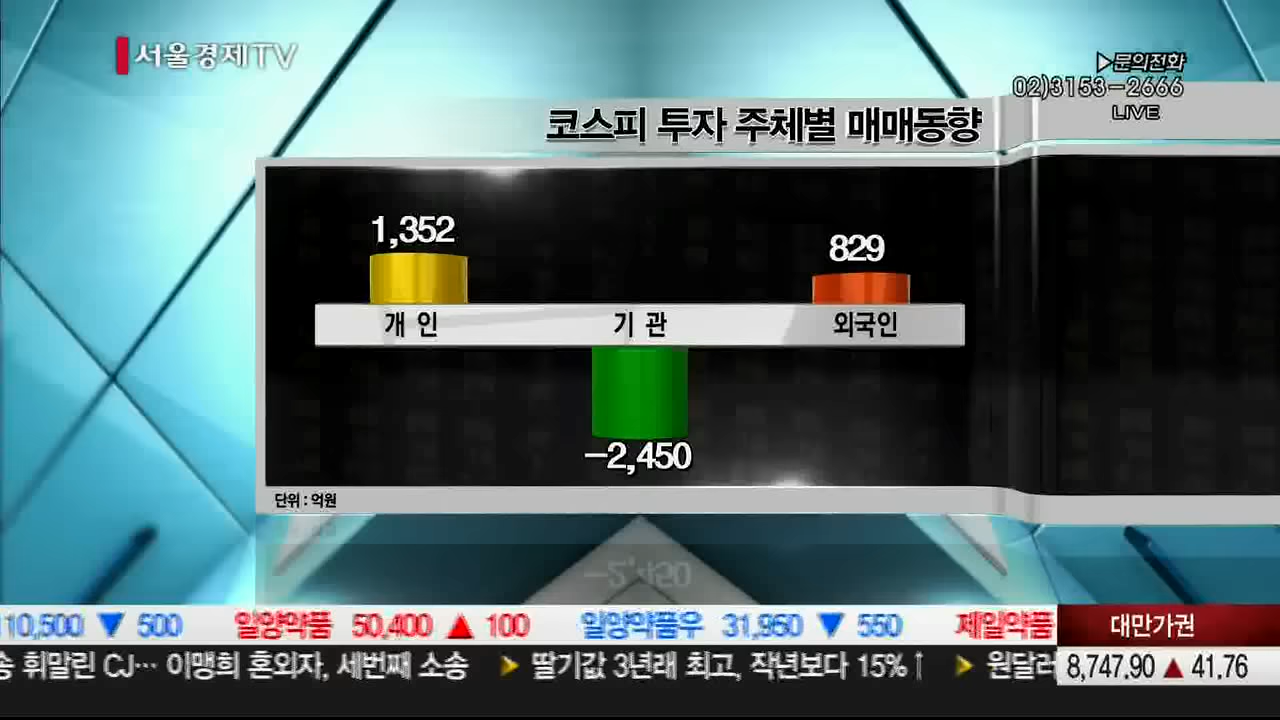 서울경제TV
▶문의전화
02)3153-2666
LIVE
코스피 투자 주체별 매매동향
1,352
829
개 인
기 관
외국인
-2,450
단위 : 억원
10,500 ▼ 500 일양약품 50,400 ▲ 100 일양약품우 31,950 ▼ 550 제일약품
대만가권
송 휘말린 CJ… 이맹희 혼외자, 세번째 소송 > 딸기값 3년래 최고, 작년보다 15%↑ > 원달러
8,747.90 ▲ 41.76